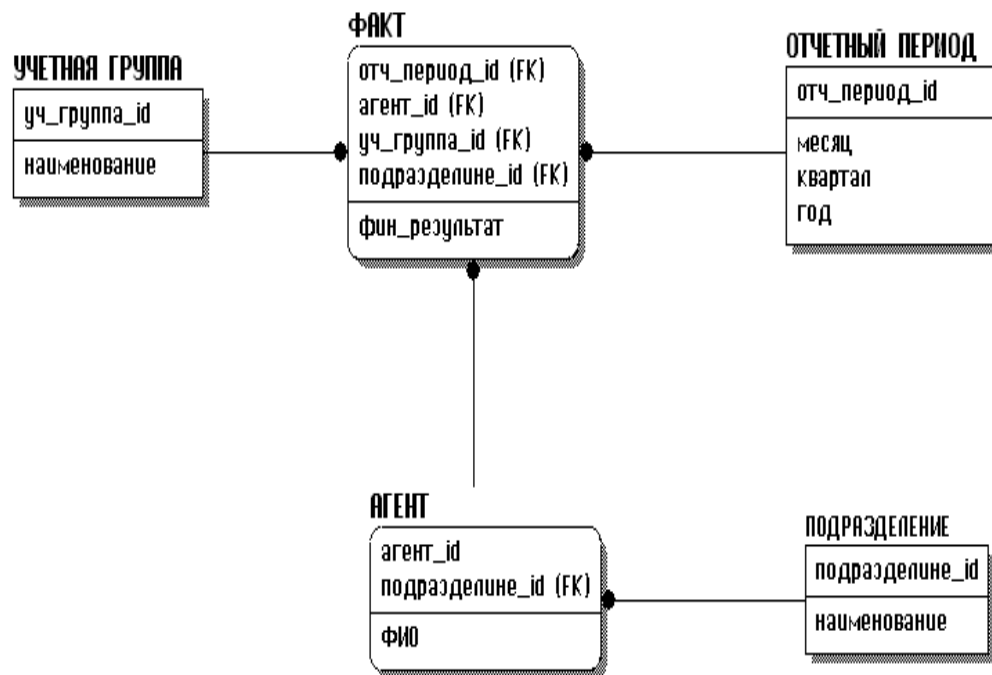 ФАКТ
отч_период_id (FK)
агент_id (FK)
уч_группа_id (FK)
подразделине_id (FK)
фин_результат
УЧЕТНАЯ ГРУППА
уч_группа_id
наименование
ОТЧЕТНЫЙ ПЕРИОД
отч_период_id
месяц
квартал
год
АГЕНТ
агент_id
подразделине_id (FK)
ФИО
ПОДРАЗДЕЛЕНИЕ
подразделине_id
наименование